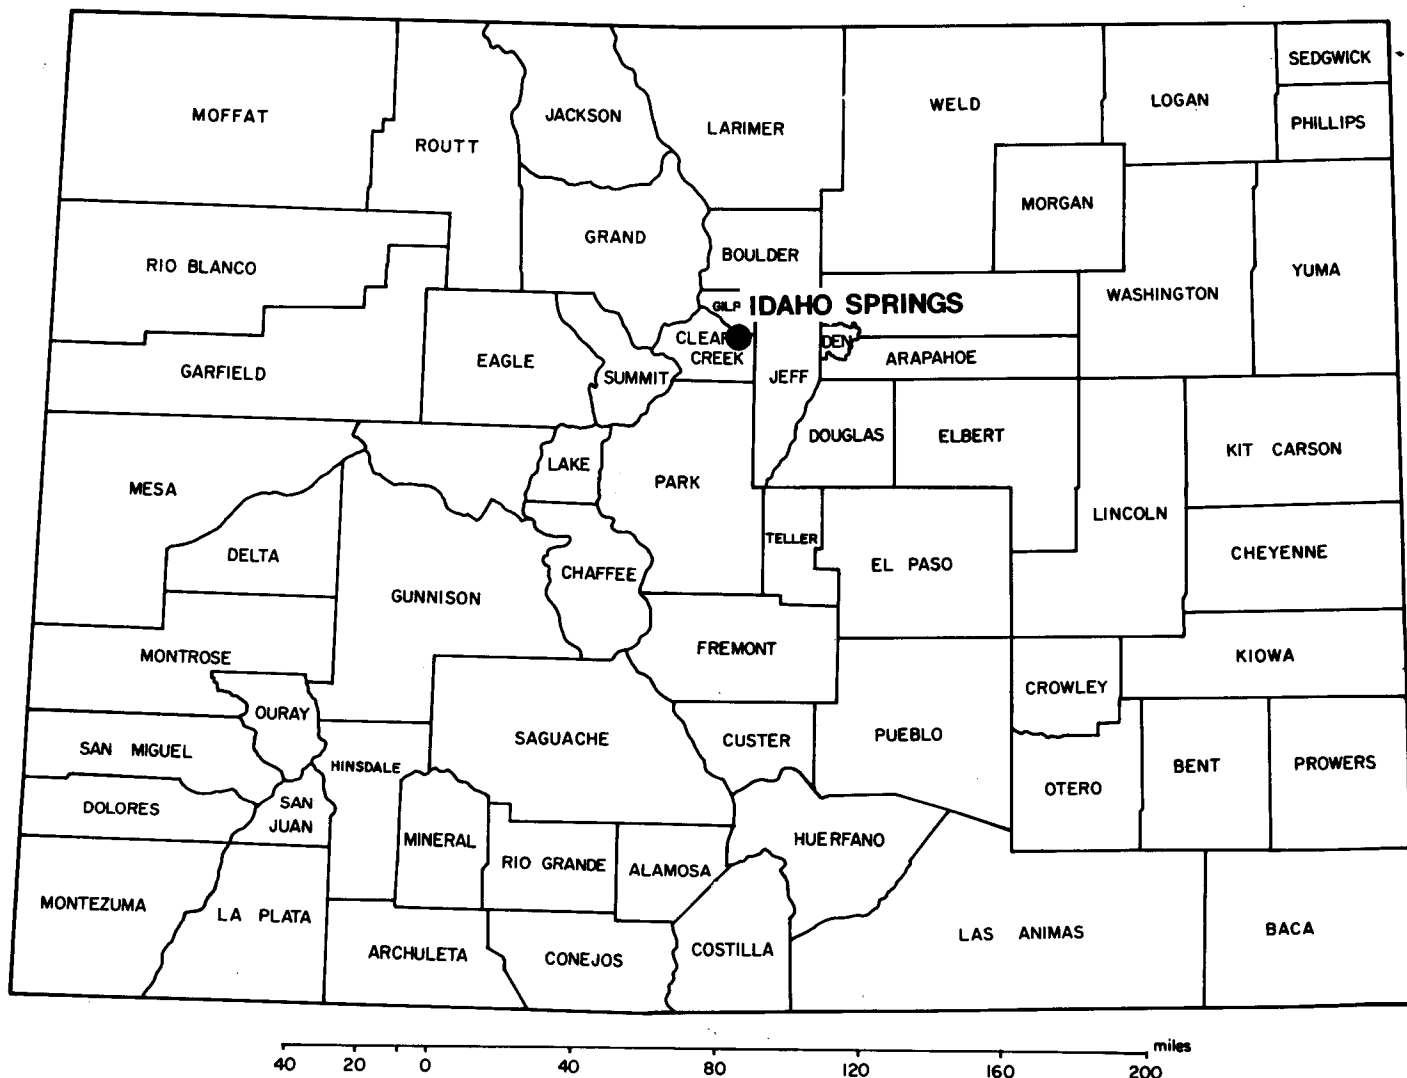 SEDGWICK
MOFFAT
JACKSON
WELD
LOGAN
LARIMER
PHILLIPS
ROUTT
MORGAN
GRAND
BOULDER
RIO BLANCO
YUMA
WASHINGTON
GILP
IDAHO SPRINGS
CLEAR
CREEK
DEN
ARAPAHOE
EAGLE
GARFIELD
SUMMIT
JEFF
DOUGLAS
ELBERT
KIT CARSON
LAKE
MESA
PARK
LINCOLN
TELLER
DELTA
CHEYENNE
EL PASO
CHAFFEE
GUNNISON
FREMONT
MONTROSE
KIOWA
CROWLEY
OURAY
SAGUACHE
CUSTER
PUEBLO
SAN MIGUEL
HINSDALE
BENT
PROWERS
OTERO
DOLORES
SAN
JUAN
MINERAL
HUERFANO
RIO GRANDE
ALAMOSA
MONTEZUMA
LA PLATA
LAS ANIMAS
BACA
ARCHULETA
CONEJOS
COSTILLA
miles
40 20 0 40 80 120 160 200